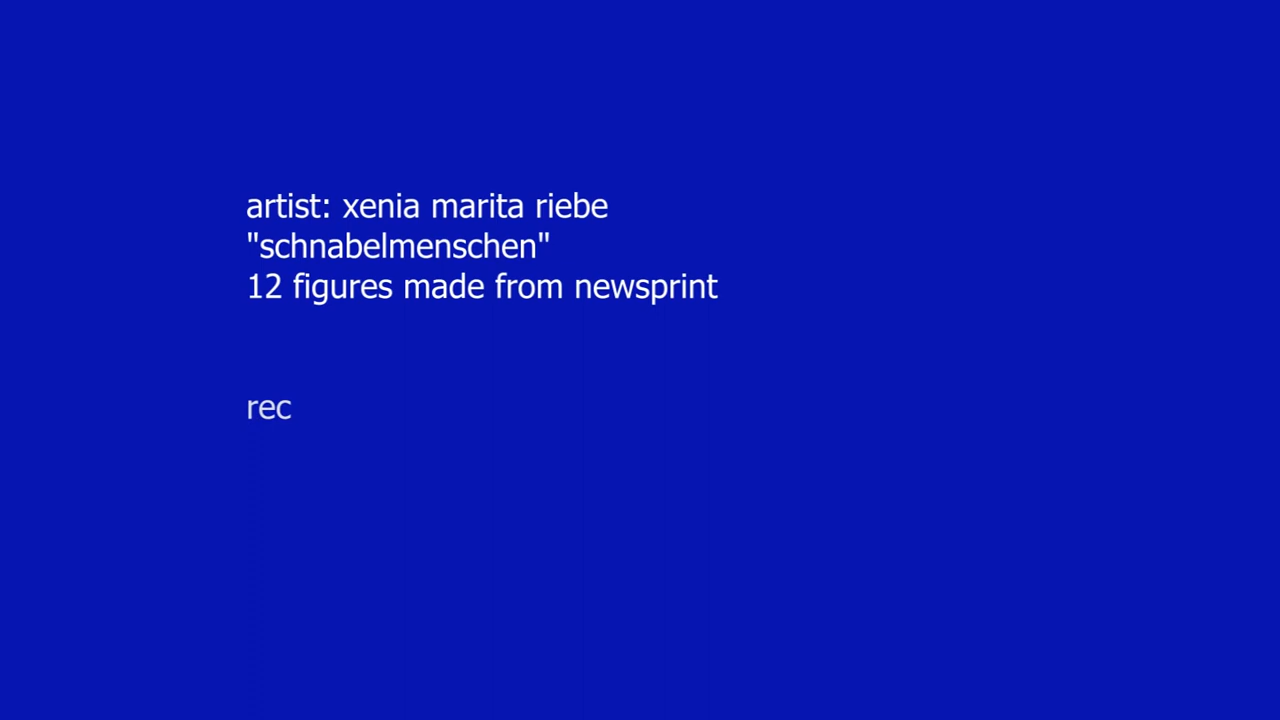 artist: xenia marita riebe
"schnabelmenschen"
12 figures made from newsprint
rec